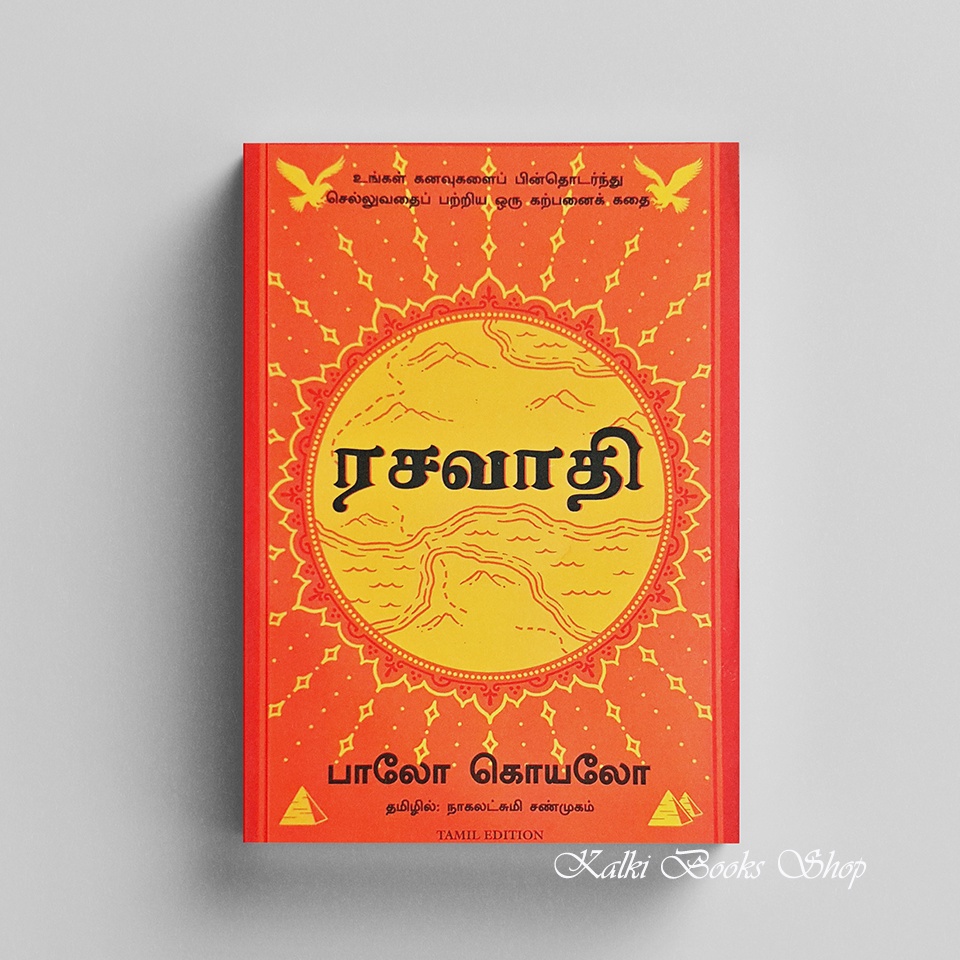 உங்கள் கனவுகளைப் பின்தொடர்ந்து
செல்லுவதைப் பற்றிய ஒரு கற்பனைக் கதை
ரசவாதி
பாலோ கொயலோ
தமிழில்: நாகலட்சுமி சண்முகம்
TAMIL EDITION
Kalki Books Shop